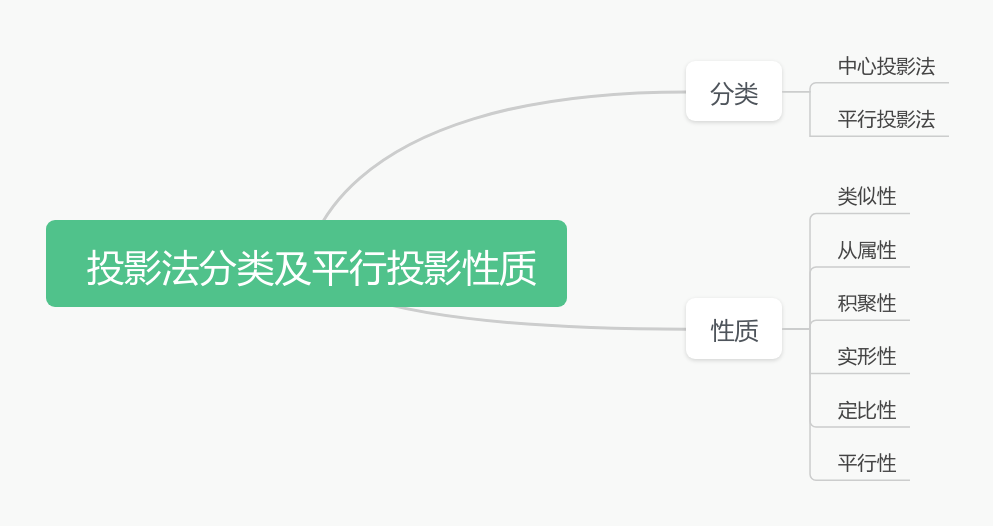 投影法分类及平行投影性质
分类
中心投影法
平行投影法
性质
类似性
从属性
积聚性
实形性
定比性
平行性